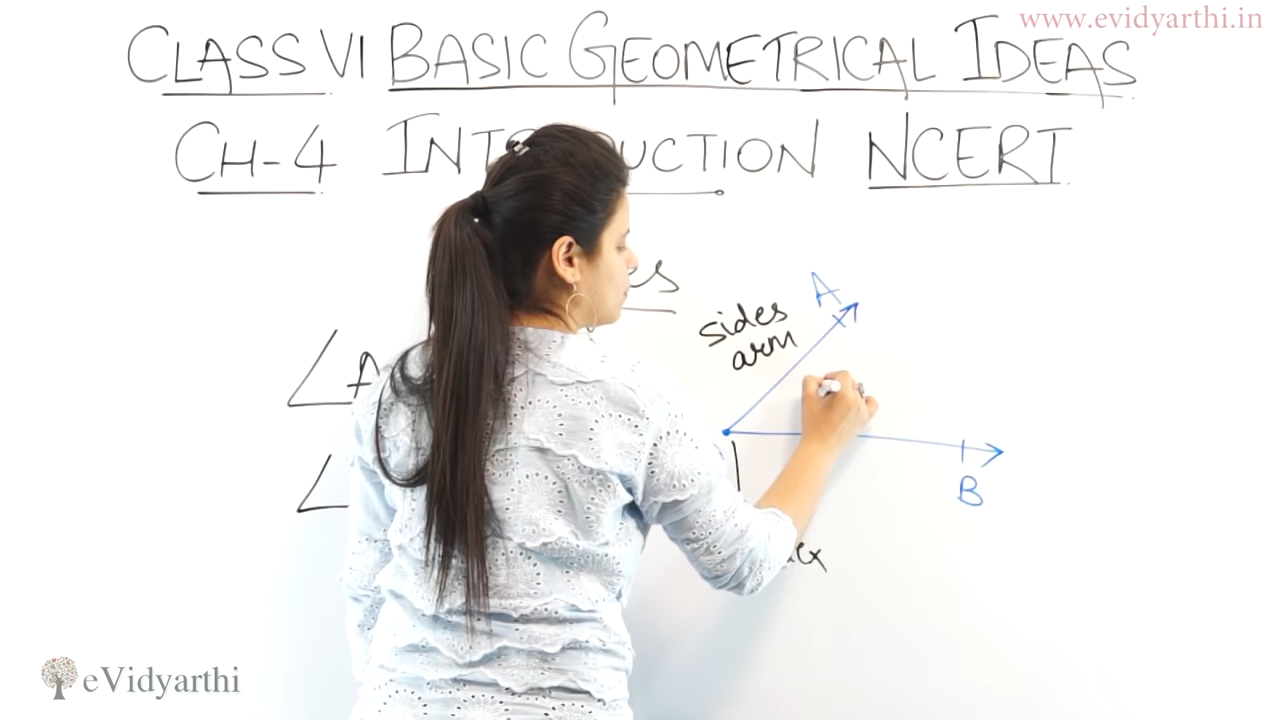 www.evidyarthi.in
CLASS VI BASIC GEOMETRICAL IDEAS
CH-4 INTRODUCTION NCERT
A
sides
arm
B
eVidyarthi